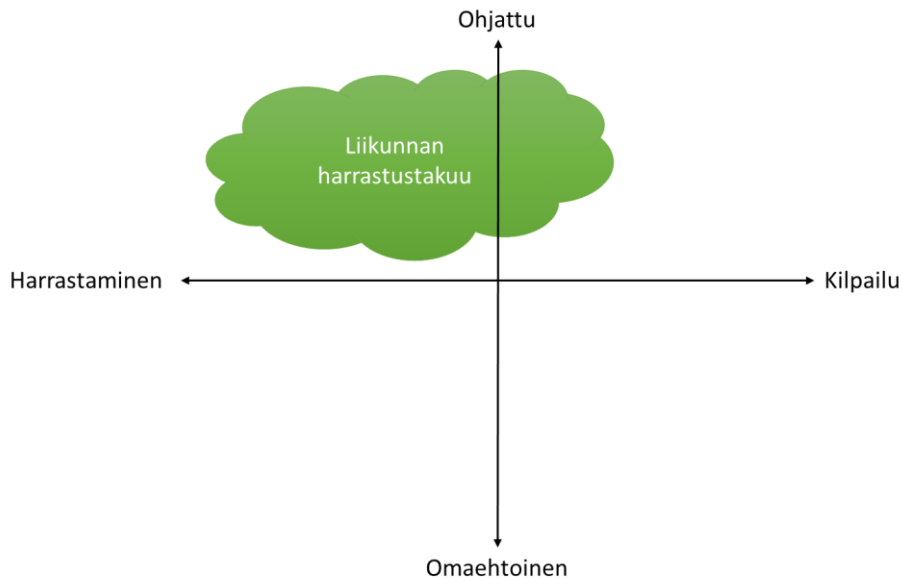 Ohjattu
Liikunnan
harrastustakuu
Harrastaminen
Kilpailu
Omaehtoinen